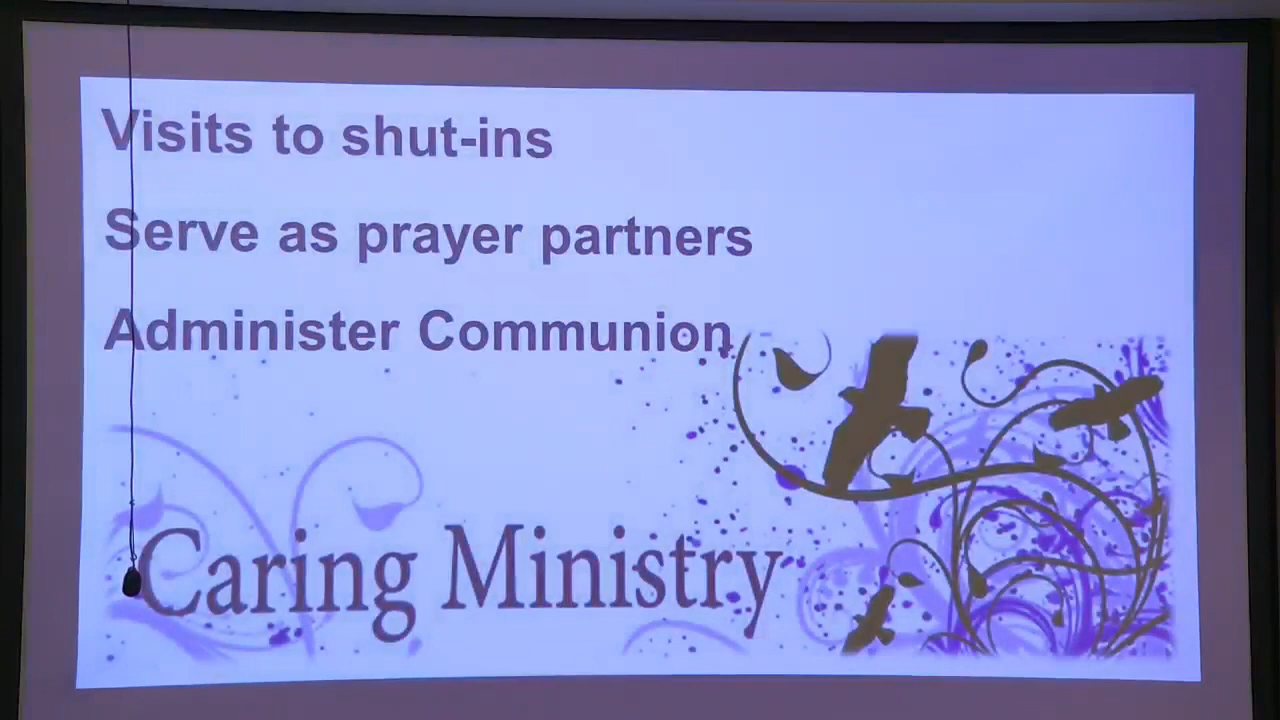 Visits to shut-ins
Serve as prayer partners
Administer Communion
Caring Ministry